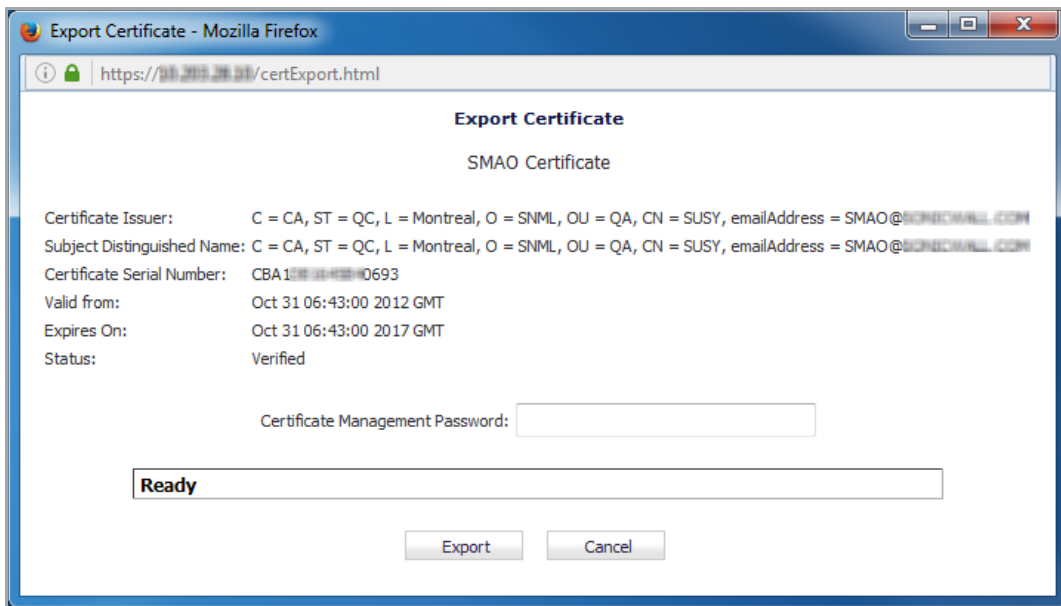 Export Certificate - Mozilla Firefox
https:// /certExport.html
Export Certificate
SMAO Certificate
Certificate Issuer: C = CA, ST = QC, L = Montreal, O = SNML, OU = QA, CN = SUSY, emailAddress = SMAO@
Subject Distinguished Name: C = CA, ST = QC, L = Montreal, O = SNML, OU = QA, CN = SUSY, emailAddress = SMAO@
Certificate Serial Number: CBA1 0693
Valid from: Oct 31 06:43:00 2012 GMT
Expires On: Oct 31 06:43:00 2017 GMT
Status: Verified
Certificate Management Password:
Ready
Export Cancel